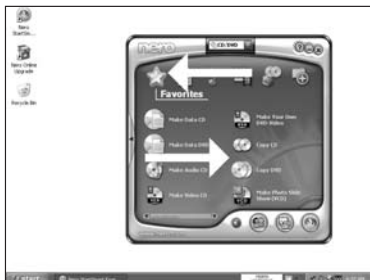 Nero
StartSm...
Nero Online
Upgrade
Recycle Bin
nero
CD/DVD
Favorites
Make Data CD
Make Your Own
DVD Video
Make Data DVD
Copy CD
Make Audio CD
Copy DVD
Make Video CD
Make Photo Slide
Show (VCD)
start